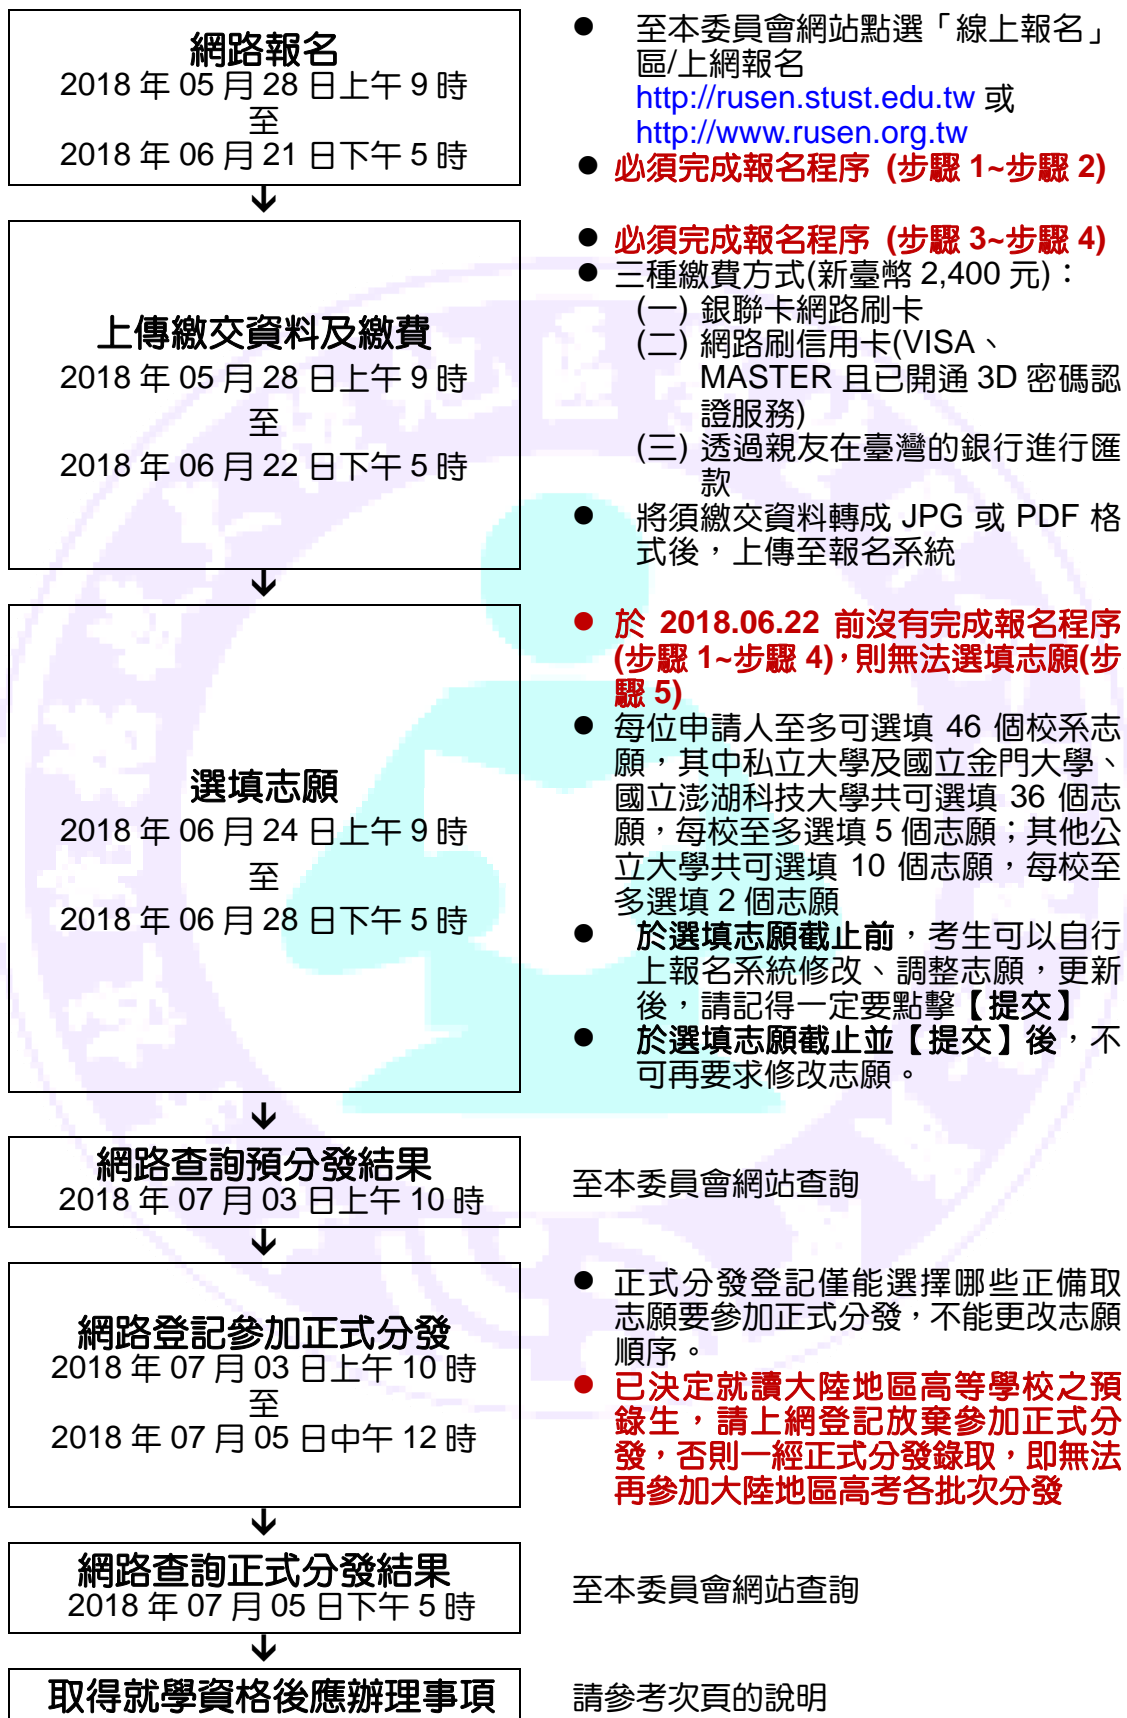 網路報名
2018 年 05 月 28 日上午 9 時
至
2018 年 06 月 21 日下午 5 時
● 至本委員會網站點選「線上報名」
區/上網報名
http://rusen.stust.edu.tw 或
http://www.rusen.org.tw
● 必須完成報名程序 (步驟 1~步驟 2)
上傳繳交資料及繳費
2018 年 05 月 28 日上午 9 時
至
2018 年 06 月 22 日下午 5 時
● 必須完成報名程序 (步驟 3~步驟 4)
● 三種繳費方式(新臺幣 2,400 元)：
(一) 銀聯卡網路刷卡
(二) 網路刷信用卡(VISA、
MASTER 且已開通 3D 密碼認
證服務)
(三) 透過親友在臺灣的銀行進行匯
款
● 將須繳交資料轉成 JPG 或 PDF 格
式後，上傳至報名系統
選填志願
2018 年 06 月 24 日上午 9 時
至
2018 年 06 月 28 日下午 5 時
● 於 2018.06.22 前沒有完成報名程序
(步驟 1~步驟 4)，則無法選填志願(步
驟 5)
● 每位申請人至多可選填 46 個校系志
願，其中私立大學及國立金門大學、
國立澎湖科技大學共可選填 36 個志
願，每校至多選填 5 個志願；其他公
立大學共可選填 10 個志願，每校至
多選填 2 個志願
● 於選填志願截止前，考生可以自行
上報名系統修改、調整志願，更新
後，請記得一定要點擊【提交】
● 於選填志願截止並【提交】後，不
可再要求修改志願。
網路查詢預分發結果
2018 年 07 月 03 日上午 10 時
至本委員會網站查詢
網路登記參加正式分發
2018 年 07 月 03 日上午 10 時
至
2018 年 07 月 05 日中午 12 時
● 正式分發登記僅能選擇哪些正備取
志願要參加正式分發，不能更改志願
順序。
● 已決定就讀大陸地區高等學校之預
錄生，請上網登記放棄參加正式分
發，否則一經正式分發錄取，即無法
再參加大陸地區高考各批次分發
網路查詢正式分發結果
2018 年 07 月 05 日下午 5 時
至本委員會網站查詢
取得就學資格後應辦理事項
請參考次頁的說明